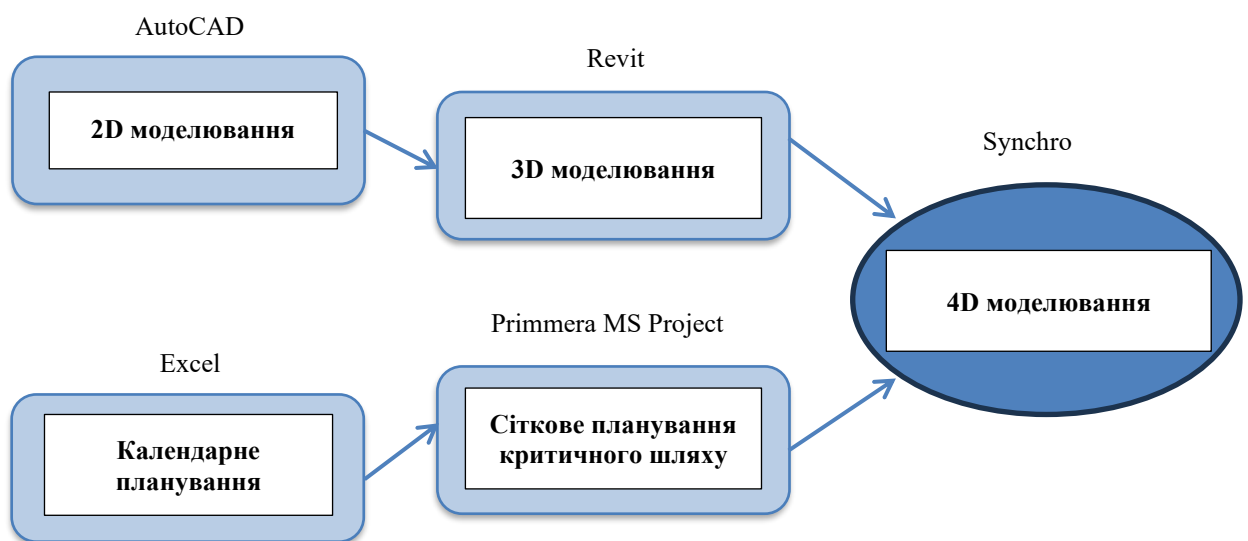 AutoCAD
2D моделювання
Revit
3D моделювання
Synchro
4D моделювання
Excel
Календарне
планування
Primmera MS Project
Сіткове планування
критичного шляху